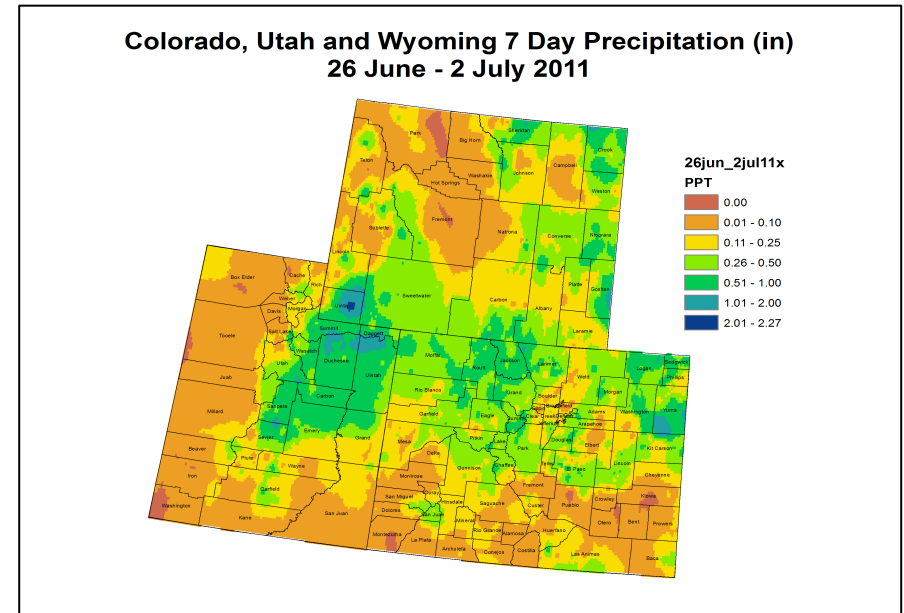 Colorado, Utah and Wyoming 7 Day Precipitation (in)
26 June - 2 July 2011
26jun_2jul11x
PPT
0.00
0.01 - 0.10
0.11 - 0.25
0.26 - 0.50
0.51 - 1.00
1.01 - 2.00
2.01 - 2.27
Park
Big Horn
Sheridan
Crook
Teton
Johnson
Campbell
Washakie
Hot Springs
Weston
Fremont
Sublette
Natrona
Converse
Niobrara
Lincoln
Platte
Goshen
Sweetwater
Carbon
Albany
Uinta
Laramie
Box Elder
Cache
Rich
Weber
Morgan
Davis
Salt Lake
Summit
Daggett
Tooele
Wasatch
Duchesne
Utah
Uintah
Juab
Carbon
Millard
Sanpete
Emery
Grand
Sevier
Beaver
Piute
Wayne
Iron
Garfield
Washington
Kane
San Juan
Moffat
Routt
Jackson
Larimer
Weld
Logan
Sedgwick
Phillips
Morgan
Rio Blanco
Grand
Boulder
Washington
Yuma
Garfield
Eagle
Clear Creek
Adams
Arapahoe
Jefferson
Mesa
Pitkin
Lake
Park
Douglas
Elbert
Kit Carson
Delta
Gunnison
Chaffee
Teller
El Paso
Lincoln
Cheyenne
Montrose
Fremont
Ouray
San Miguel
Hinsdale
Saguache
Custer
Pueblo
Crowley
Kiowa
Dolores
San Juan
Mineral
Otero
Bent
Prowers
Rio Grande
Alamosa
Huerfano
Montezuma
La Plata
Archuleta
Conejos
Costilla
Las Animas
Baca